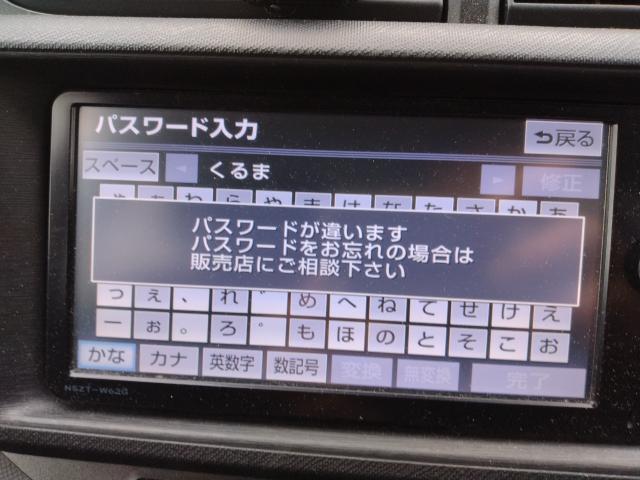 パスワード入力
戻る
スペース
◄
くるま
►
修正
パスワードが違います
パスワードをお忘れの場合は
販売店にご相談下さい
っ ぇ 、 れ ゛ め へ ね て せ け え
ー ぉ 。 ろ ゜ も ほ の と そ こ お
かな カナ 英数字 数記号 変換 無変換 完了
NSZT-W62G